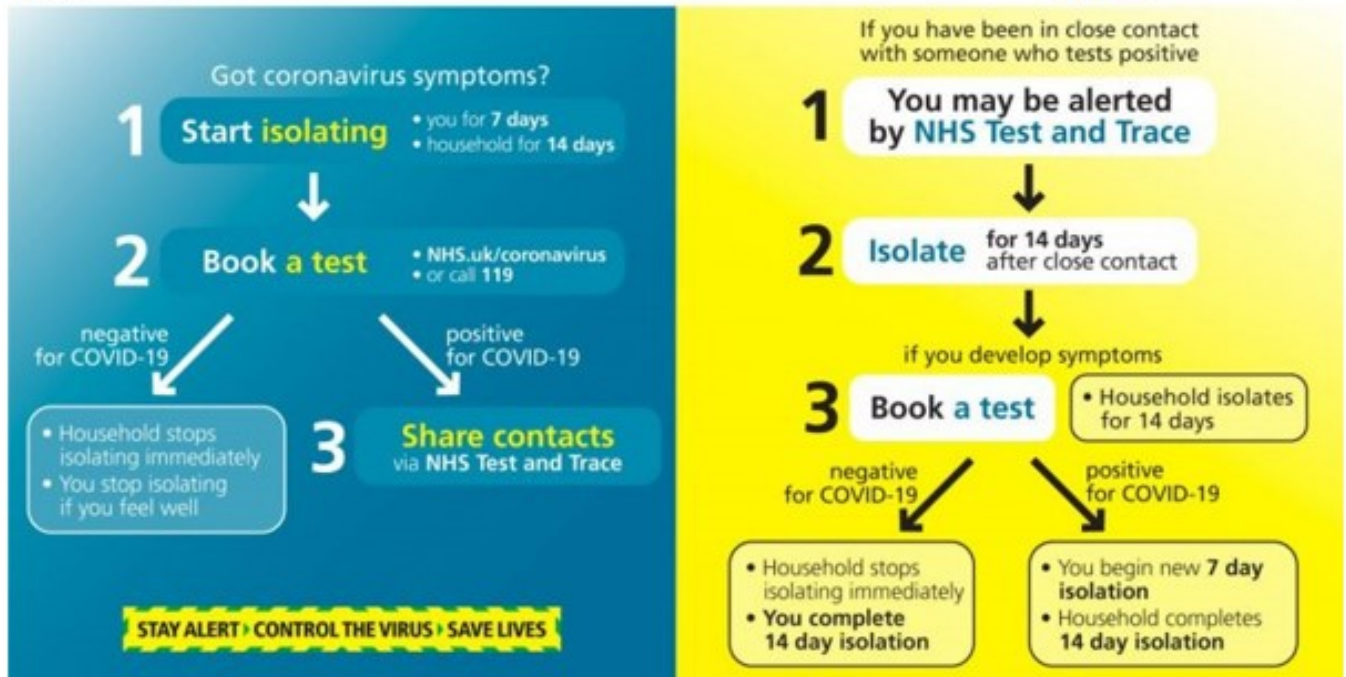 Got coronavirus symptoms?
1
Start isolating
• you for 7 days
• household for 14 days
2
Book a test
• NHS.uk/coronavirus
• or call 119
negative
for COVID-19
positive
for COVID-19
• Household stops
isolating immediately
• You stop isolating
if you feel well
3
Share contacts
via NHS Test and Trace
STAY ALERT CONTROL THE VIRUS SAVE LIVES
If you have been in close contact
with someone who tests positive
1
You may be alerted
by NHS Test and Trace
2
Isolate
for 14 days
after close contact
if you develop symptoms
3
Book a test
• Household isolates
for 14 days
negative
for COVID-19
positive
for COVID-19
• Household stops
isolating immediately
• You complete
14 day isolation
• You begin new 7 day
isolation
• Household completes
14 day isolation